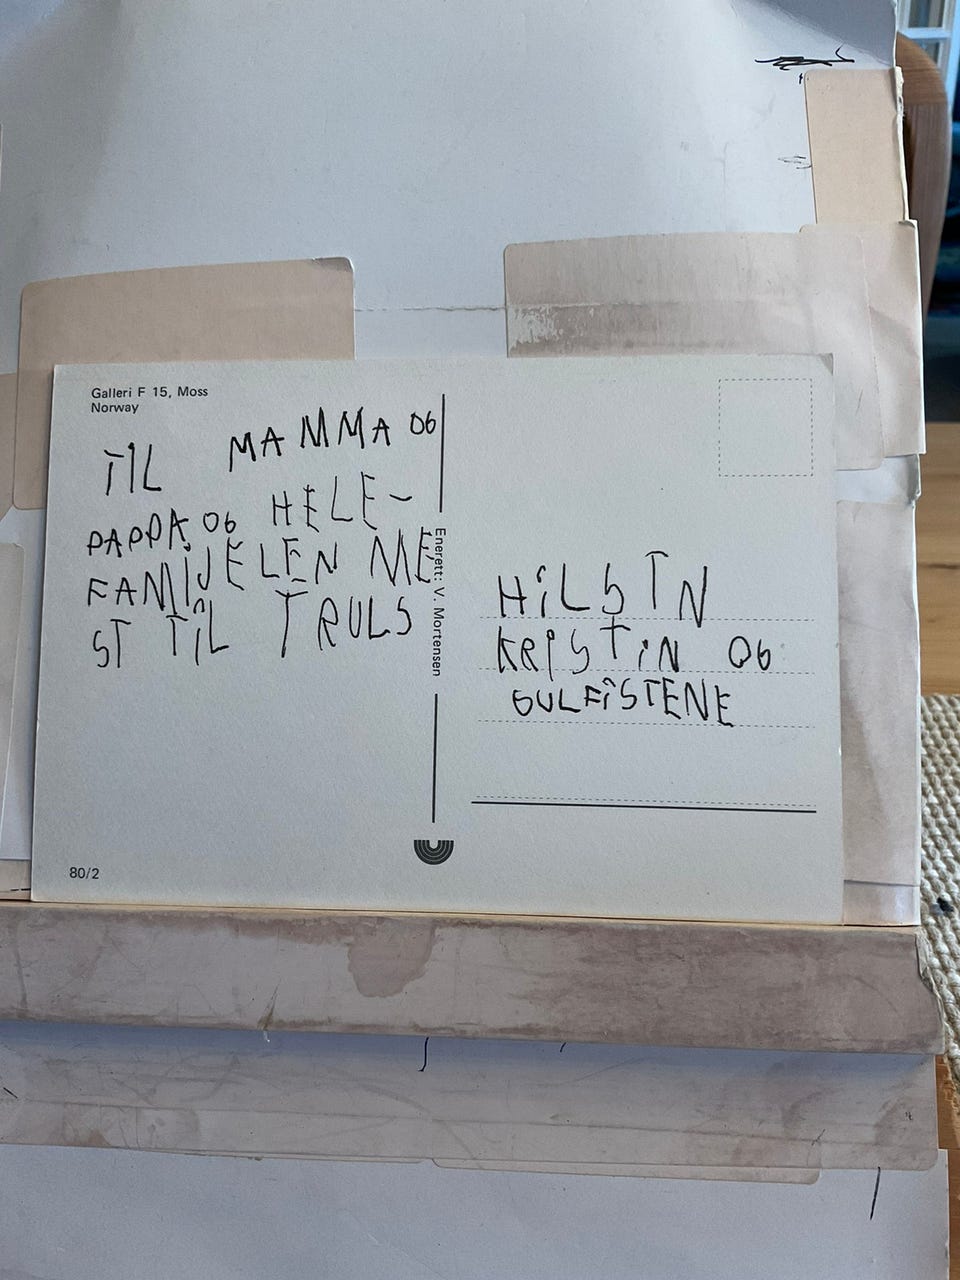 Galleri F 15, Moss
Norway
TIL MAMMA OG
PAPPA OG HELE-
FAMIJELEN ME
ST TIL TRULS
80/2
Enerett: V. Mortensen
HILSTN
KRISTIN OG
GULFISTENE